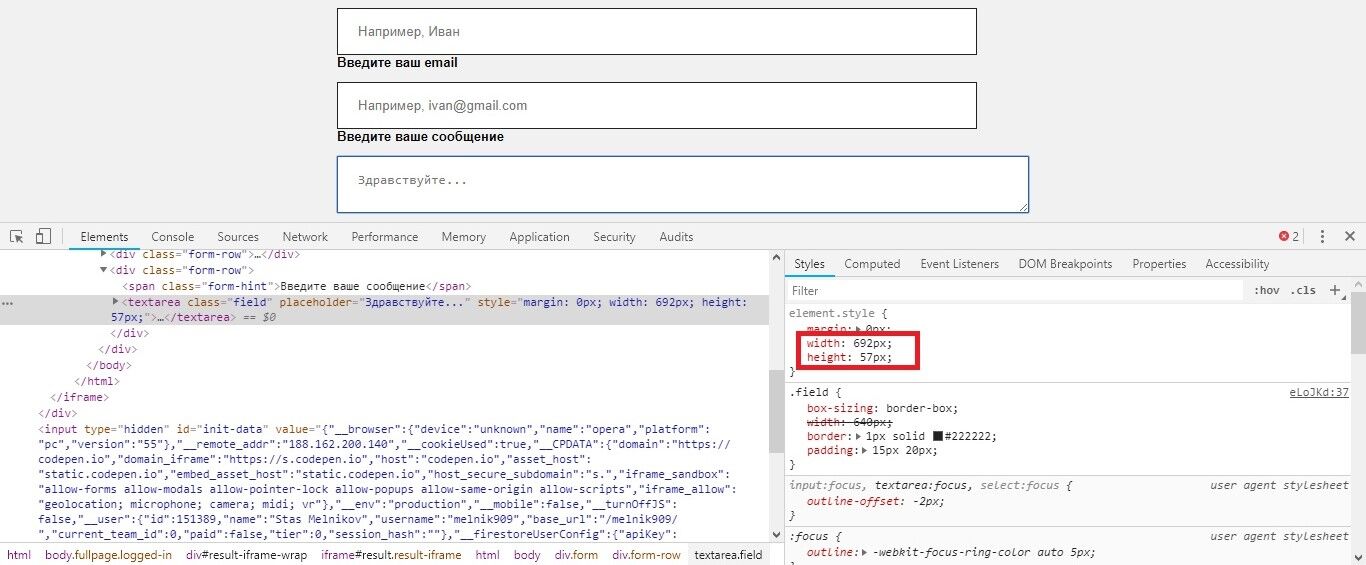 Например, Иван
Введите ваш email
Например, ivan@gmail.com
Введите ваше сообщение
Здравствуйте...
Elements Console Sources Network Performance Memory Application Security Audits 2
<div class="form-row">…</div>
<div class="form-row">
<span class="form-hint">Введите ваше сообщение</span>
<textarea class="field" placeholder="Здравствуйте..." style="margin: 0px; width: 692px; height:
57px;">…</textarea> == $0
</div>
</div>
</body>
</html>
</iframe>
</div>
<input type="hidden" id="init-data" value="{"__browser":{"device":"unknown","name":"opera","platform":
"pc","version":"55"},"__remote_addr":"188.162.200.140","__cookieUsed":true,"__CPDATA":{"domain":"https://
codepen.io","domain_iframe":"https://s.codepen.io","host":"codepen.io","asset_host":
"static.codepen.io","embed_asset_host":"static.codepen.io","host_secure_subdomain":"s.","iframe_sandbox":
"allow-forms allow-modals allow-pointer-lock allow-popups allow-same-origin allow-scripts","iframe_allow":
"geolocation; microphone; camera; midi; vr"},"__env":"production","__mobile":false,"__turnOffJS":
false,"__user":{"id":151389,"name":"Stas Melnikov","username":"melnik909","base_url":"/melnik909/
","current_team_id":0,"paid":false,"tier":0,"session_hash":""},"__firestoreUserConfig":{"apiKey":
html body.fullpage.logged-in div#result-iframe-wrap iframe#result.result-iframe html body div.form div.form-row textarea.field
Styles Computed Event Listeners DOM Breakpoints Properties Accessibility
Filter :hov .cls +
element.style {
margin: 0px;
width: 692px;
height: 57px;
}
.field { eLoJKd:37
box-sizing: border-box;
width: 640px;
border: 1px solid #222222;
padding: 15px 20px;
}
input:focus, textarea:focus, select:focus { user agent stylesheet
outline-offset: -2px;
}
:focus { user agent stylesheet
outline: -webkit-focus-ring-color auto 5px;